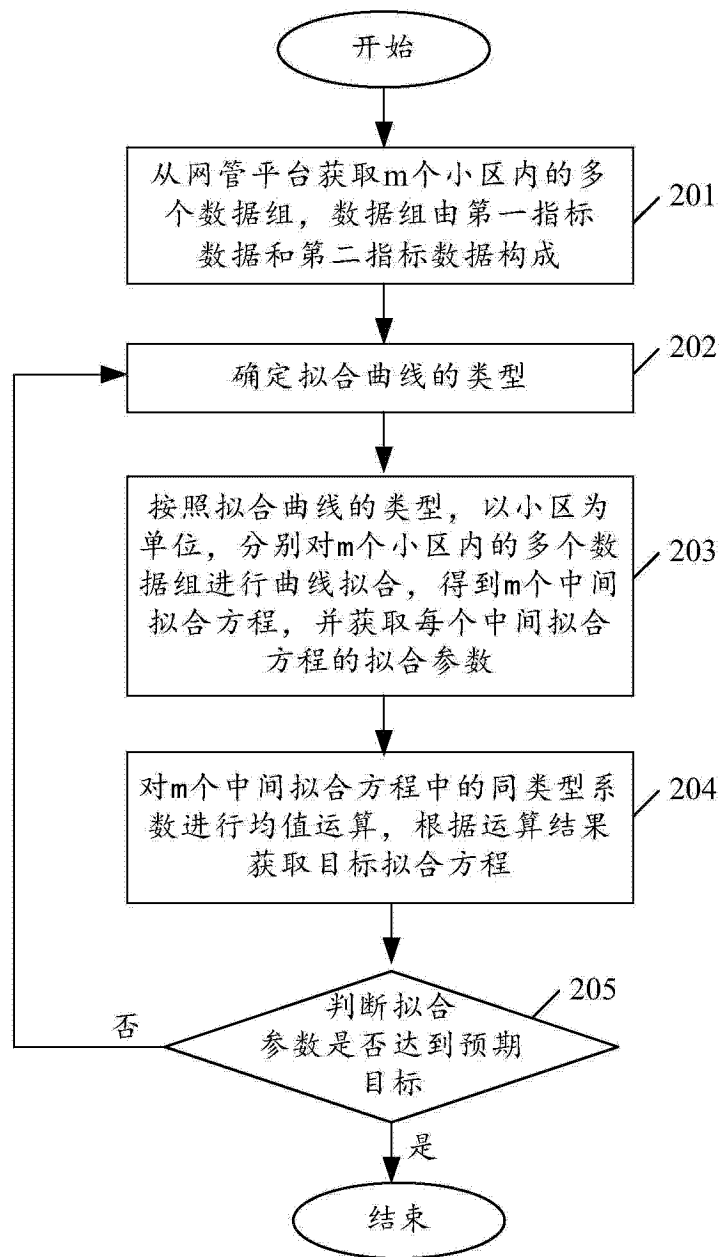 开始
从网管平台获取m个小区内的多
个数据组，数据组由第一指标
数据和第二指标数据构成
201
确定拟合曲线的类型
202
按照拟合曲线的类型，以小区为
单位，分别对m个小区内的多个数
据组进行曲线拟合，得到m个中间
拟合方程，并获取每个中间拟合
方程的拟合参数
203
对m个中间拟合方程中的同类型系
数进行均值运算，根据运算结果
获取目标拟合方程
204
判断拟合
参数是否达到预期
目标
205
否
是
结束